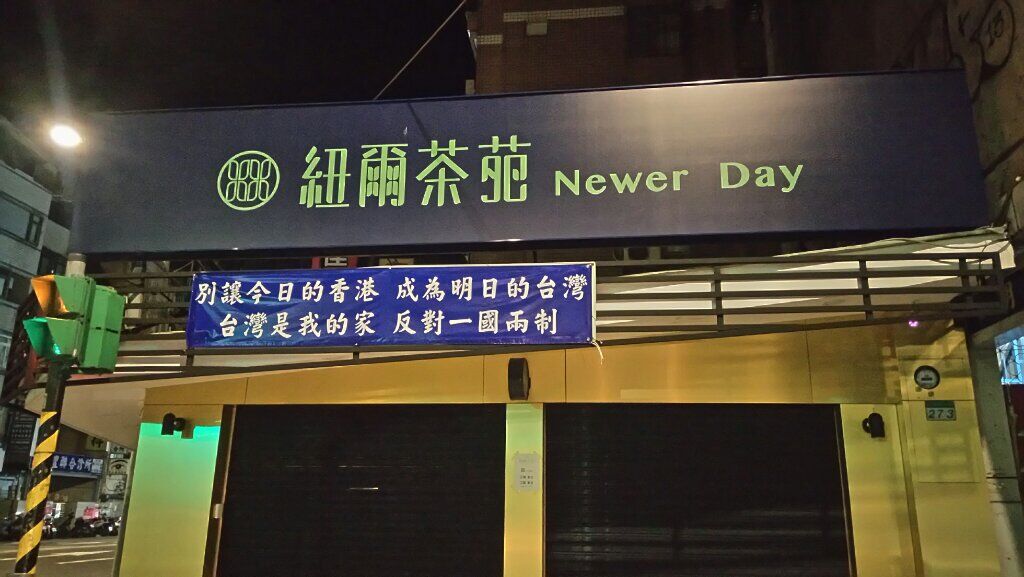 紐爾茶苑 Newer Day
別讓今日的香港 成為明日的台灣
台灣是我的家 反對一國兩制
273